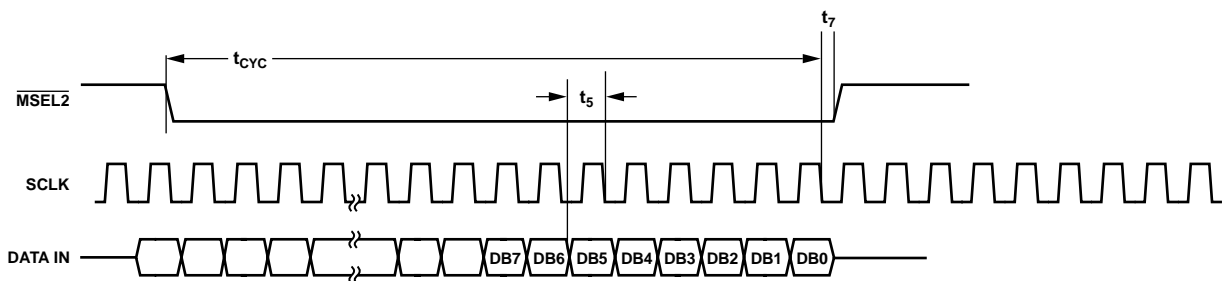 t7
tCYC
MSEL2
t5
SCLK
DATA IN
DB7 DB6 DB5 DB4 DB3 DB2 DB1 DB0